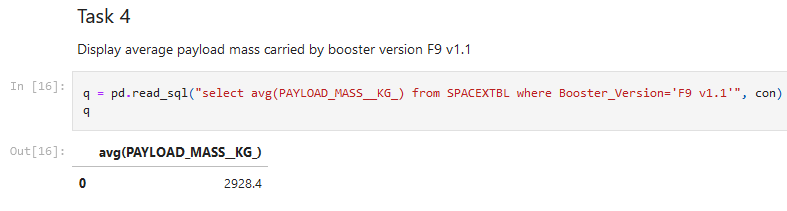 Task 4
Display average payload mass carried by booster version F9 v1.1
In [16]:
q = pd.read_sql("select avg(PAYLOAD_MASS__KG_) from SPACEXTBL where Booster_Version='F9 v1.1'", con)
q
Out[16]:
avg(PAYLOAD_MASS__KG_)
0 2928.4